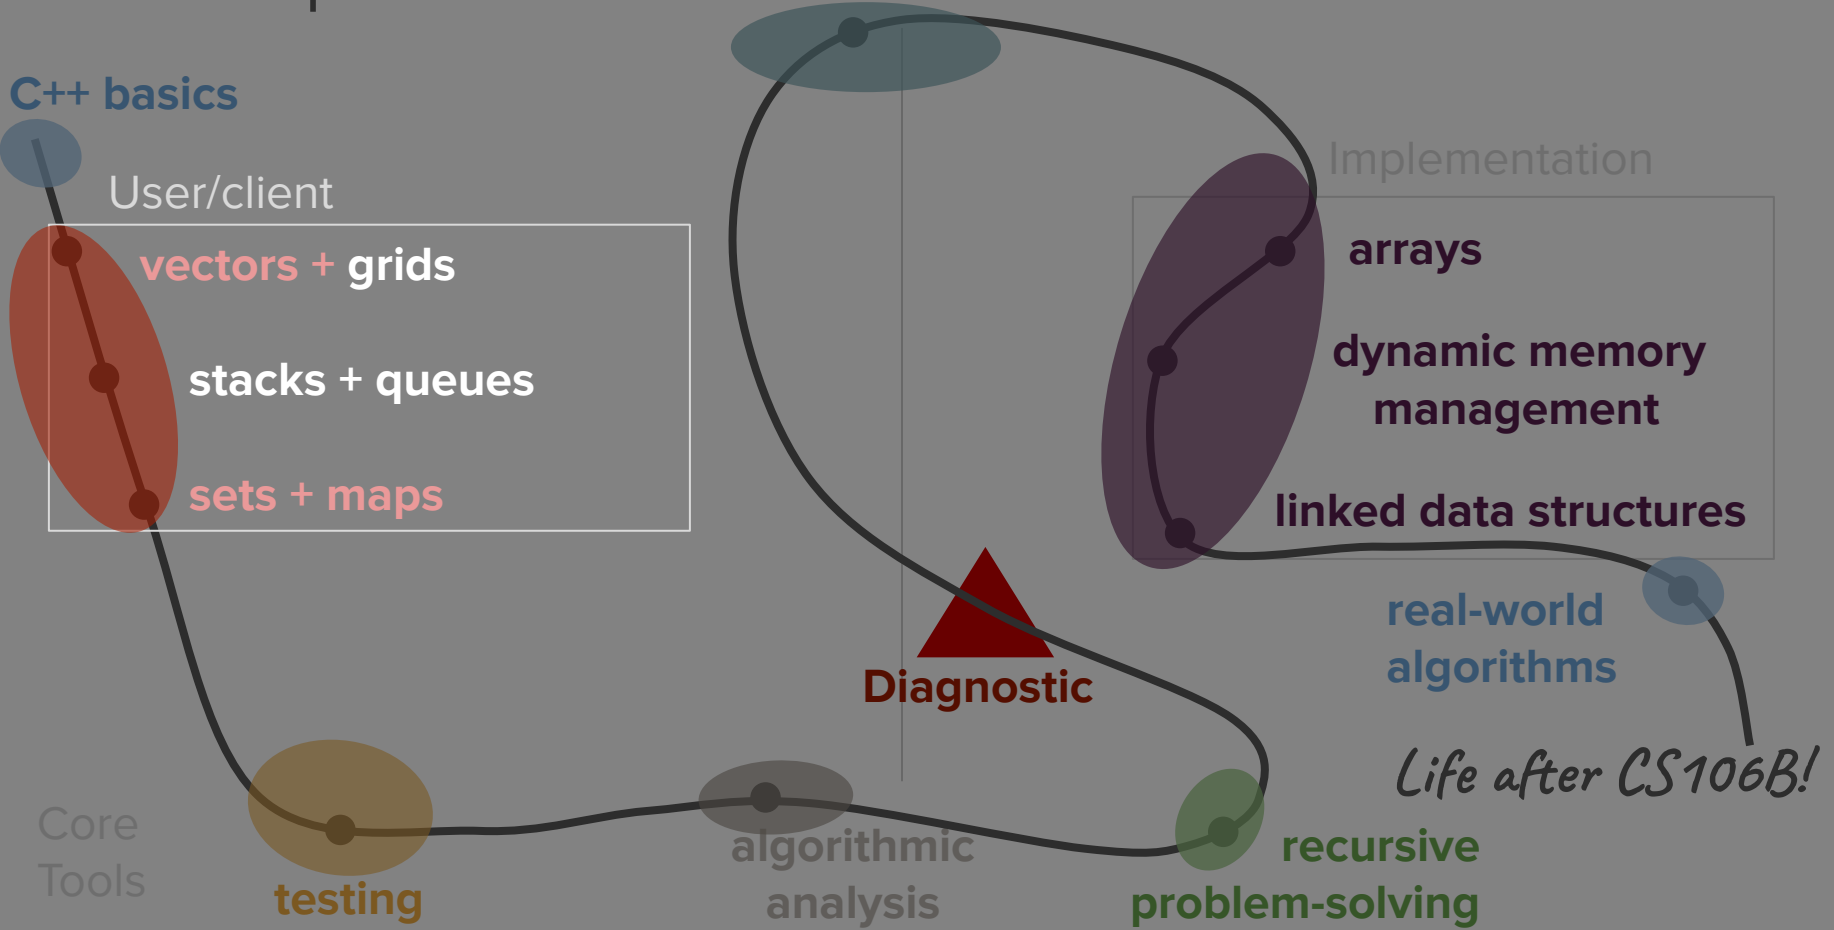 C++ basics
User/client
vectors + grids
stacks + queues
sets + maps
Implementation
arrays
dynamic memory
management
linked data structures
real-world
algorithms
Diagnostic
Life after CS106B!
Core
Tools
testing
algorithmic
analysis
recursive
problem-solving